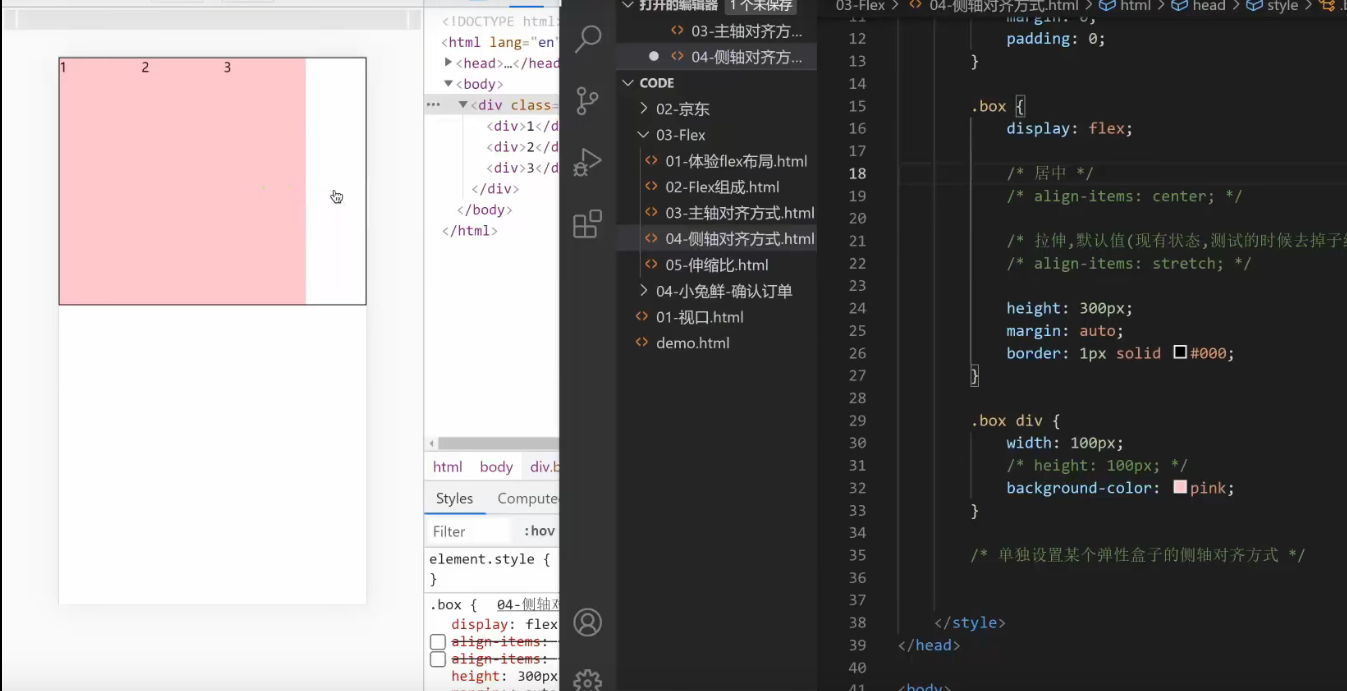 1 2 3
<!DOCTYPE html>
<html lang="en"
<head>…</head
<body>
<div class=
<div>1</d
<div>2</d
<div>3</d
</div>
</body>
</html>
html body div.b
Styles Compute
Filter :hov
element.style {
}
.box { 04-侧轴对
display: flex
align-items:
align-items:
height: 300px
打开的编辑器 1 个未保存
03-主轴对齐方...
04-侧轴对齐方...
CODE
02-京东
03-Flex
01-体验flex布局.html
02-Flex组成.html
03-主轴对齐方式.html
04-侧轴对齐方式.html
05-伸缩比.html
04-小兔鲜-确认订单
01-视口.html
demo.html
03-Flex > 04-侧轴对齐方式.html > html > head > style >
11 margin: 0;
12 padding: 0;
13 }
14
15 .box {
16 display: flex;
17
18 /* 居中 */
19 /* align-items: center; */
20
21 /* 拉伸,默认值(现有状态,测试的时候去掉子
22 /* align-items: stretch; */
23
24 height: 300px;
25 margin: auto;
26 border: 1px solid #000;
27 }
28
29 .box div {
30 width: 100px;
31 /* height: 100px; */
32 background-color: pink;
33 }
34
35 /* 单独设置某个弹性盒子的侧轴对齐方式 */
36
37
38 </style>
39 </head>
40
41 <body>